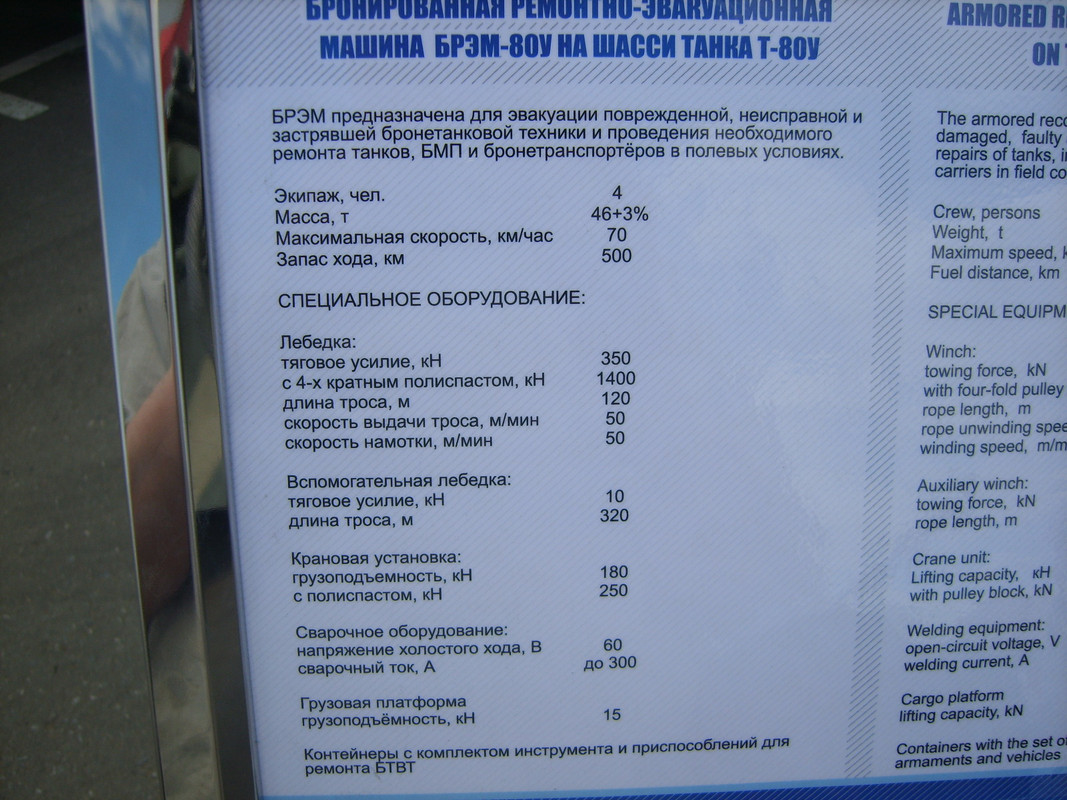 БРОНИРОВАННАЯ РЕМОНТНО-ЭВАКУАЦИОННАЯ
МАШИНА БРЭМ-80У НА ШАССИ ТАНКА Т-80У
БРЭМ предназначена для эвакуации поврежденной, неисправной и
застрявшей бронетанковой техники и проведения необходимого
ремонта танков, БМП и бронетранспортёров в полевых условиях.
Экипаж, чел. 4
Масса, т 46+3%
Максимальная скорость, км/час 70
Запас хода, км 500
СПЕЦИАЛЬНОЕ ОБОРУДОВАНИЕ:
Лебедка:
тяговое усилие, кН 350
с 4-х кратным полиспастом, кН 1400
длина троса, м 120
скорость выдачи троса, м/мин 50
скорость намотки, м/мин 50
Вспомогательная лебедка:
тяговое усилие, кН 10
длина троса, м 320
Крановая установка:
грузоподъемность, кН 180
с полиспастом, кН 250
Сварочное оборудование:
напряжение холостого хода, В 60
сварочный ток, А до 300
Грузовая платформа
грузоподъёмность, кН 15
Контейнеры с комплектом инструмента и приспособлений для
ремонта БТВТ
ARMORED
ON
The armored
damaged, faulty
repairs of tanks,
carriers in field
Crew, persons
Weight, t
Maximum speed,
Fuel distance, km
SPECIAL
Winch:
towing force, kN
with four-fold pulley
rope length, m
rope unwinding
winding speed,
Auxiliary winch:
towing force, kN
rope length, m
Crane unit:
Lifting capacity, кН
with pulley block, kN
Welding equipment:
open-circuit voltage, V
welding current, A
Cargo platform
lifting capacity, kN
Containers with the set of
armaments and vehicles